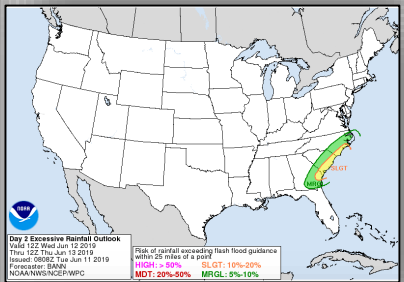 SLGT
MRGL
NOAA
Day 2 Excessive Rainfall Outlook
Valid 12Z Wed Jun 12 2019
Thru 12Z Thu Jun 13 2019
Issued: 0808Z Tue Jun 11 2019
Forecaster: BANN
NOAA/NWS/NCEP/WPC
Risk of rainfall exceeding flash flood guidance
within 25 miles of a point
HIGH: > 50% SLGT: 10%-20%
MDT: 20%-50% MRGL: 5%-10%